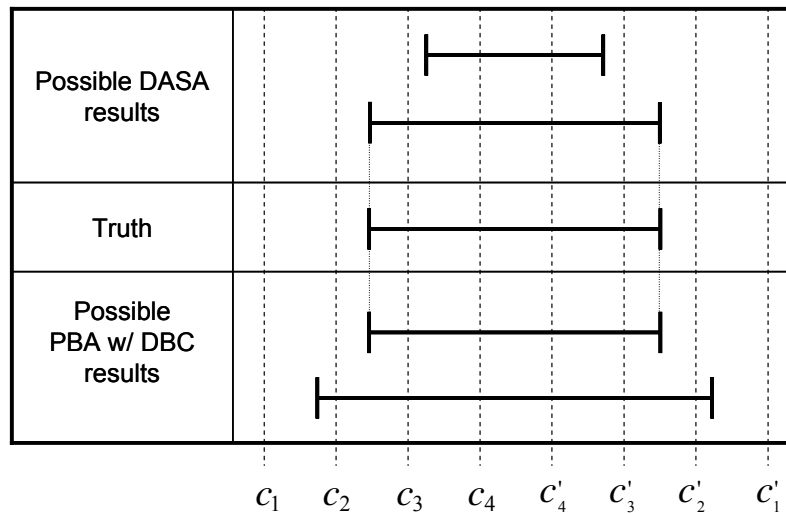 Possible DASA
results
Truth
Possible
PBA w/ DBC
results
c₁ c₂ c₃ c₄ c'₄ c'₃ c'₂ c'₁